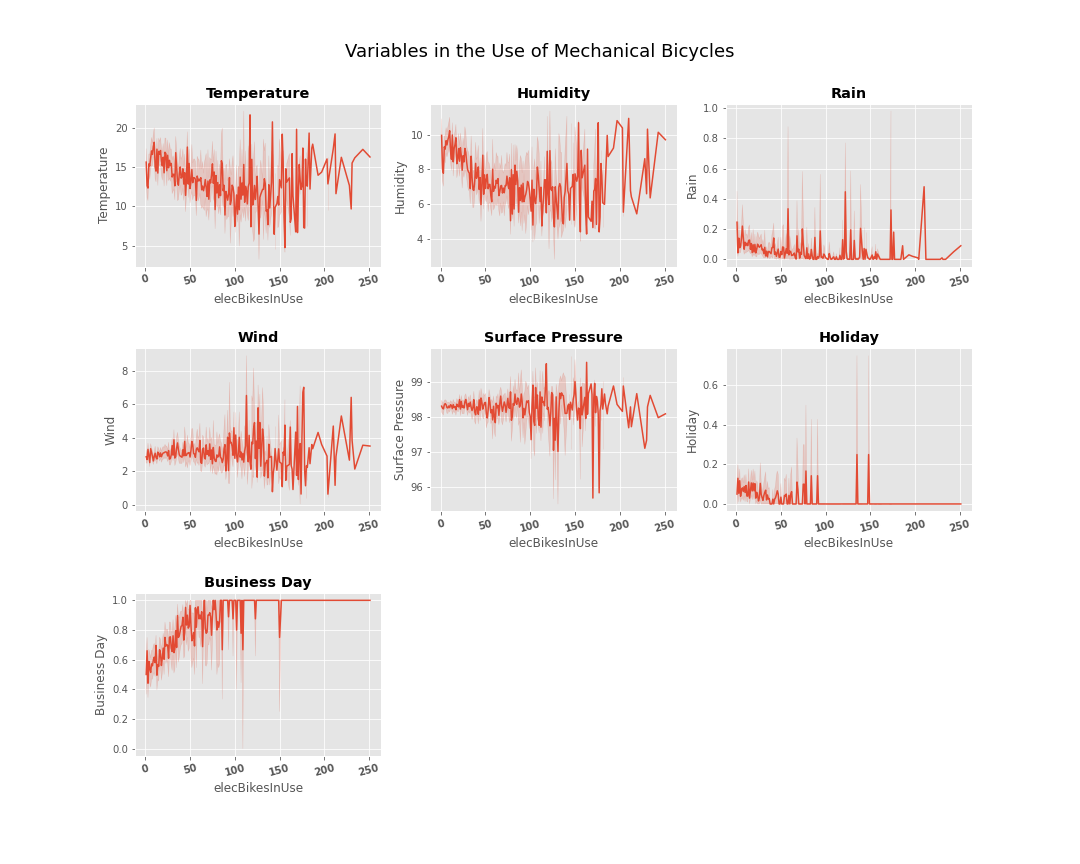 Variables in the Use of Mechanical Bicycles
Temperature
Temperature
20
15
10
5
0 50 100 150 200 250
elecBikesInUse
Humidity
Humidity
10
8
6
4
0 50 100 150 200 250
elecBikesInUse
Rain
Rain
1.0
0.8
0.6
0.4
0.2
0.0
0 50 100 150 200 250
elecBikesInUse
Wind
Wind
8
6
4
2
0
0 50 100 150 200 250
elecBikesInUse
Surface Pressure
Surface Pressure
99
98
97
96
0 50 100 150 200 250
elecBikesInUse
Holiday
Holiday
0.6
0.4
0.2
0.0
0 50 100 150 200 250
elecBikesInUse
Business Day
Business Day
1.0
0.8
0.6
0.4
0.2
0.0
0 50 100 150 200 250
elecBikesInUse